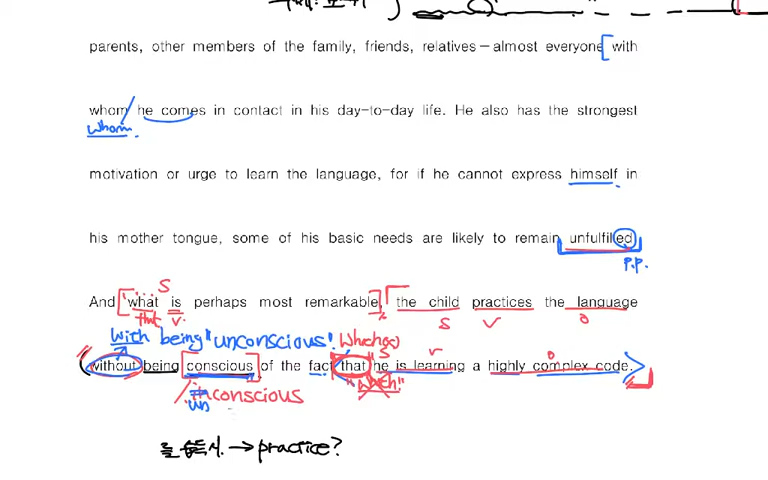 parents, other members of the family, friends, relatives—almost everyone [with
whom he comes in contact in his day-to-day life. He also has the strongest
whom.
motivation or urge to learn the language, for if he cannot express himself in
his mother tongue, some of his basic needs are likely to remain unfulfilled
P.P.
S
And [what is perhaps most remarkable], the child practices the language
that v. S V O
with being "unconscious". which(x)
S v o
(without being [conscious] of the fact that he is learning a highly complex code.
"which"
inconscious
un
→practice?